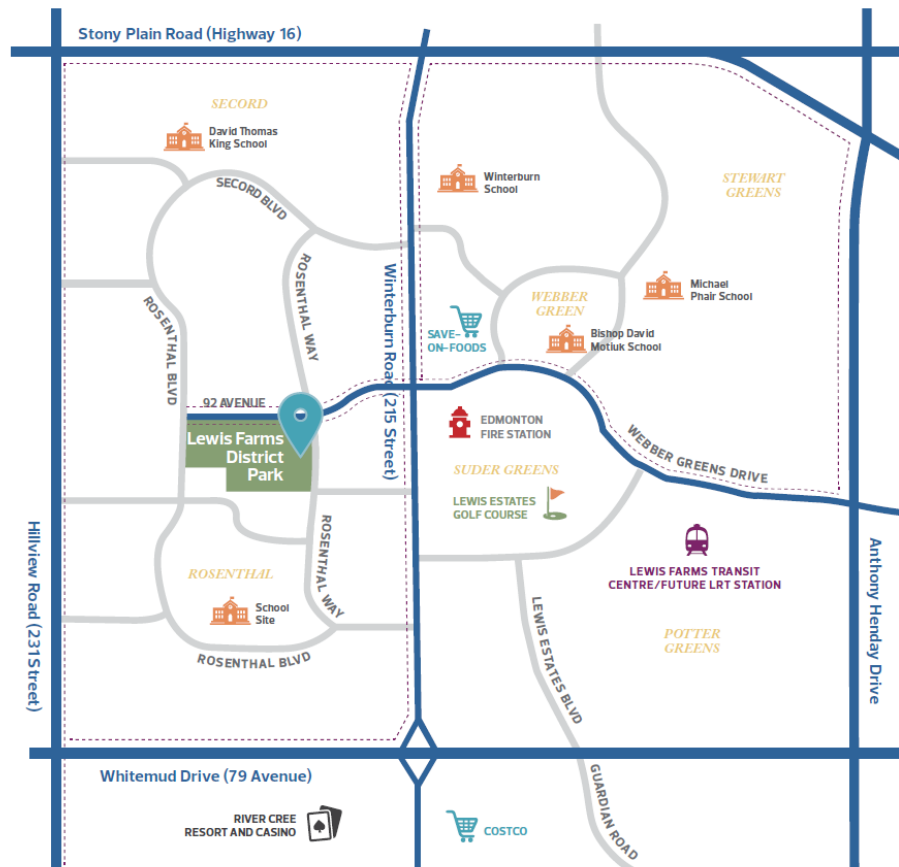 Stony Plain Road (Highway 16)
SECORD
David Thomas
King School
Winterburn
School
STEWART
GREENS
SECORD BLVD
ROSENTHAL WAY
Winterburn Road (215 Street)
Michael
Phair School
WEBBER
GREEN
ROSENTHAL BLVD
SAVE-
ON-FOODS
Bishop David
Motiuk School
92 AVENUE
Lewis Farms
District
Park
EDMONTON
FIRE STATION
WEBBER GREENS DRIVE
SUDER GREENS
LEWIS ESTATES
GOLF COURSE
Hillview Road (231 Street)
ROSENTHAL WAY
Anthony Henday Drive
LEWIS FARMS TRANSIT
CENTRE/FUTURE LRT STATION
ROSENTHAL
School
Site
LEWIS ESTATES BLVD
POTTER
GREENS
ROSENTHAL BLVD
Whitemud Drive (79 Avenue)
GUARDIAN ROAD
RIVER CREE
RESORT AND CASINO
COSTCO